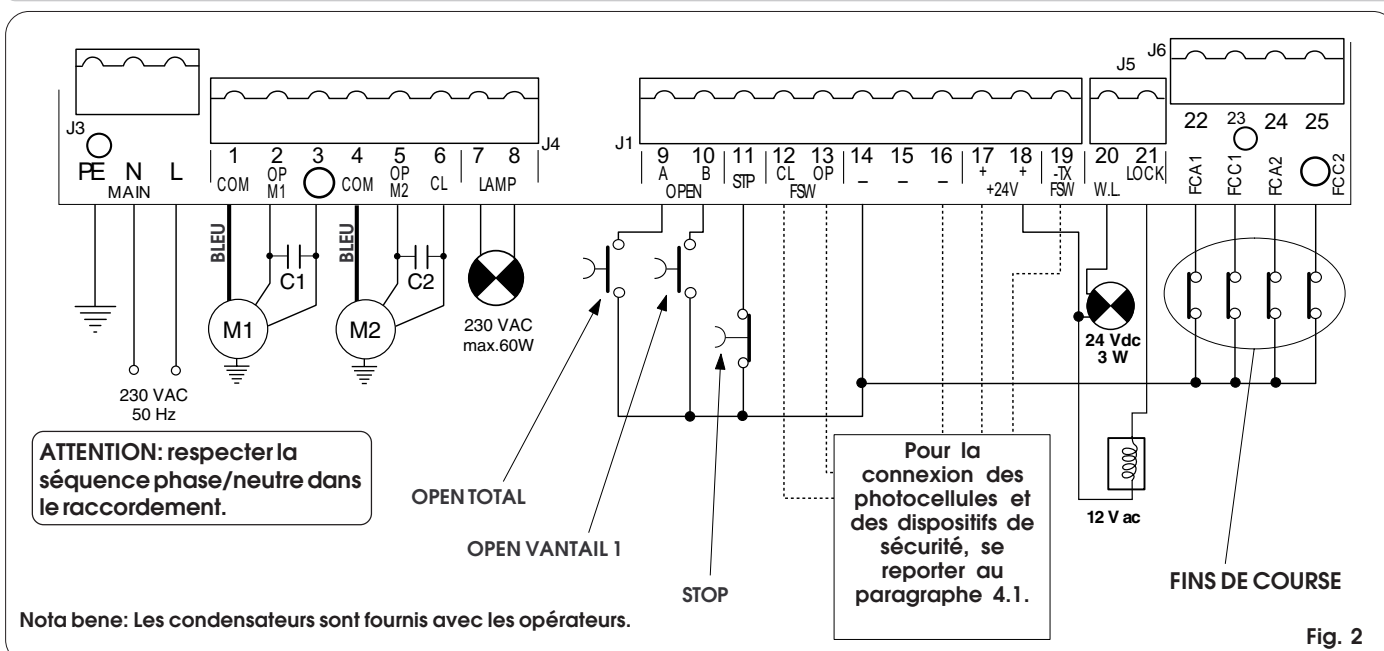 J3
J4
J1
J5
J6
PE N L
MAIN
1 2 3 4 5 6 7 8
COM OP M1 COM OP M2 CL LAMP
9 10 11 12 13 14 15 16 17 18 19 20 21
A B STP CL OP – – – + + -TX LOCK
OPEN FSW +24V FSW W.L.
22 23 24 25
FCA1 FCC1 FCA2 FCC2
BLEU
BLEU
C1
C2
M1
M2
230 VAC
max.60W
24 Vdc
3 W
230 VAC
50 Hz
12 V ac
ATTENTION: respecter la
séquence phase/neutre dans
le raccordement.
OPEN TOTAL
OPEN VANTAIL 1
STOP
Pour la
connexion des
photocellules et
des dispositifs de
sécurité, se
reporter au
paragraphe 4.1.
FINS DE COURSE
Nota bene: Les condensateurs sont fournis avec les opérateurs.
Fig. 2